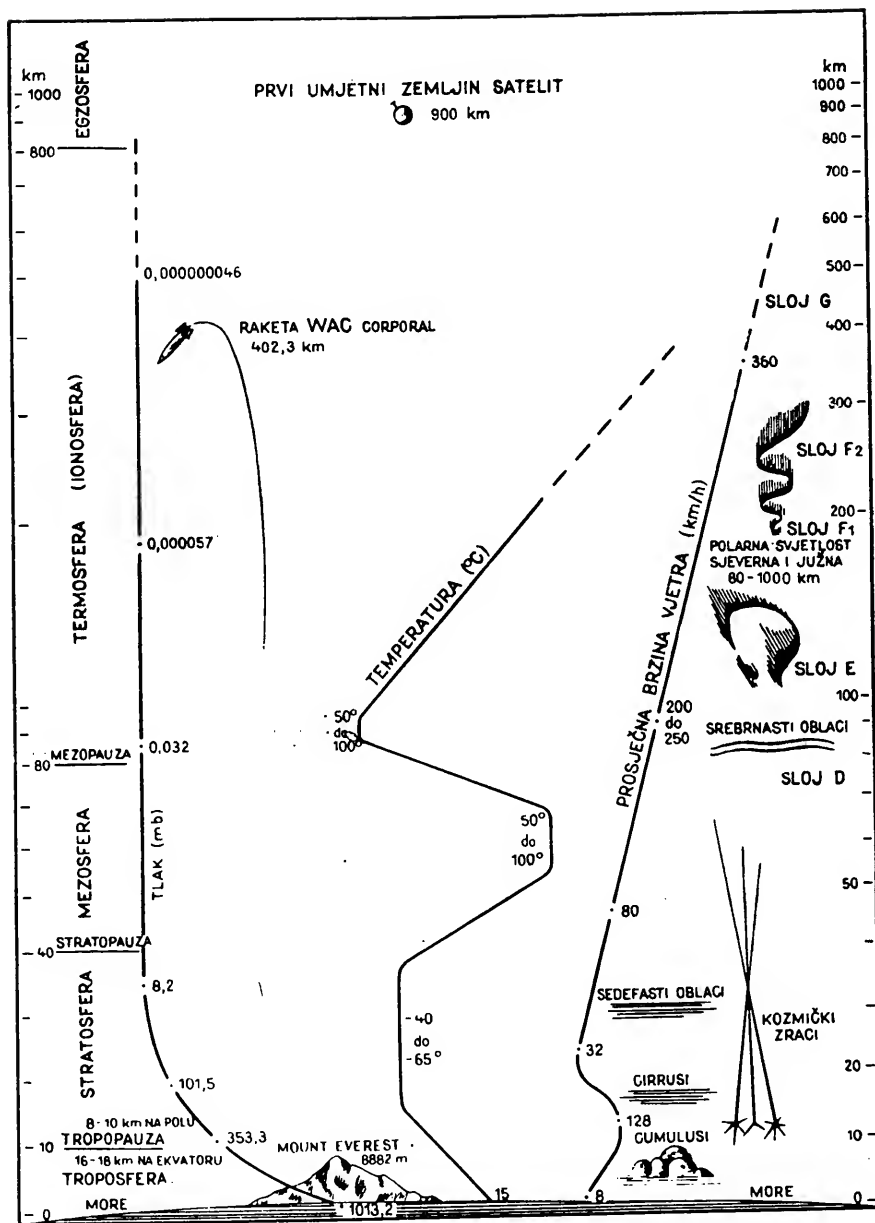 km
1000
EGZOSFERA
800
PRVI UMJETNI ZEMLJIN SATELIT
900 km
km
1000
900
800
700
600
500
400
300
200
100
50
20
10
0
0,000000046
RAKETA WAC CORPORAL
402,3 km
TERMOSFERA (IONOSFERA)
0,000057
TEMPERATURA (°C)
PROSJEČNA BRZINA VJETRA (km/h)
360
SLOJ G
SLOJ F2
SLOJ F1
POLARNA SVJETLOST
SJEVERNA I JUŽNA
80-1000 km
SLOJ E
50°
do
100°
200
do
250
SREBRNASTI OBLACI
SLOJ D
0,032
MEZOPAUZA
80
MEZOSFERA
TLAK (mb)
50°
do
100°
80
STRATOPAUZA
40
8,2
STRATOSFERA
-40
do
-65°
SEDEFASTI OBLACI
KOZMIČKI
ZRACI
32
101,5
CIRRUSI
128
8-10 km NA POLU
TROPOPAUZA
10
353,3
16-18 km NA EKVATORU
TROPOSFERA
MOUNT EVEREST
8882 m
CUMULUSI
MORE
0
1013,2
15
8
MORE